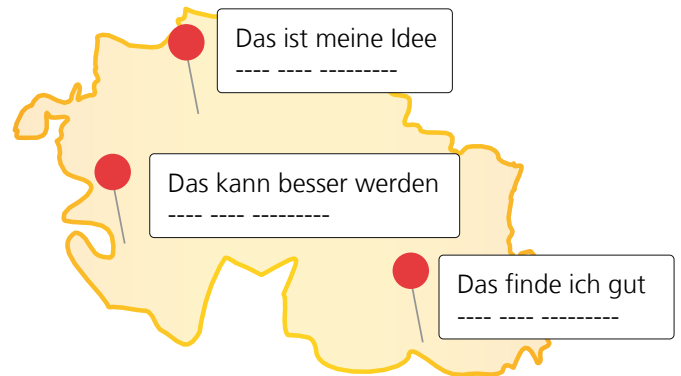 Das ist meine Idee
---- ---- ---------
Das kann besser werden
---- ---- ---------
Das finde ich gut
---- ---- ---------